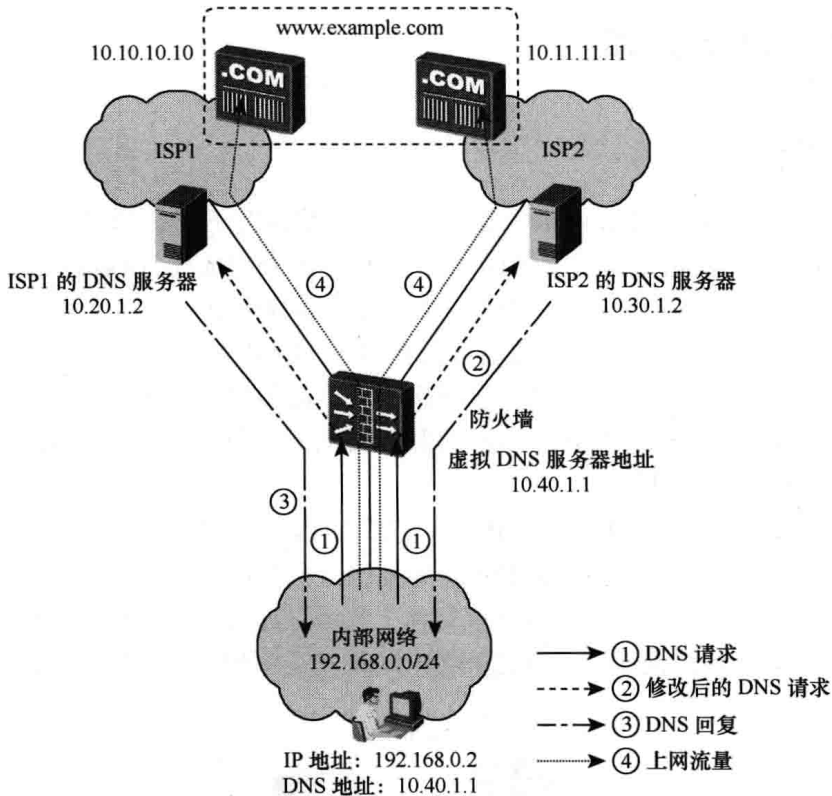 www.example.com
10.10.10.10
10.11.11.11
.COM
.COM
ISP1
ISP2
ISP1 的 DNS 服务器
10.20.1.2
ISP2 的 DNS 服务器
10.30.1.2
④
④
②
防火墙
虚拟 DNS 服务器地址
10.40.1.1
③
①
①
内部网络
192.168.0.0/24
IP 地址：192.168.0.2
DNS 地址：10.40.1.1
① DNS 请求
② 修改后的 DNS 请求
③ DNS 回复
④ 上网流量